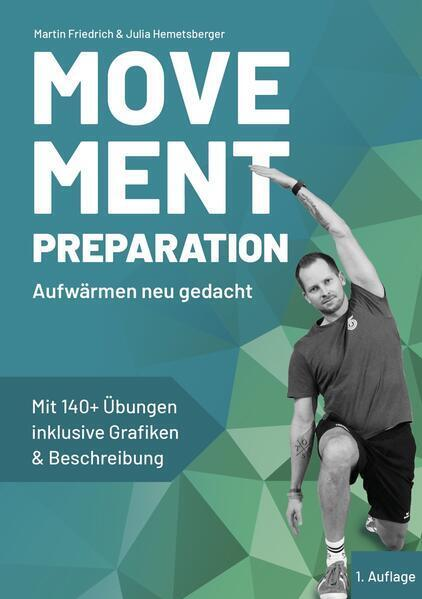 Martin Friedrich & Julia Hemetsberger
MOVE
MENT
PREPARATION
Aufwärmen neu gedacht
Mit 140+ Übungen
inklusive Grafiken
& Beschreibung
1. Auflage